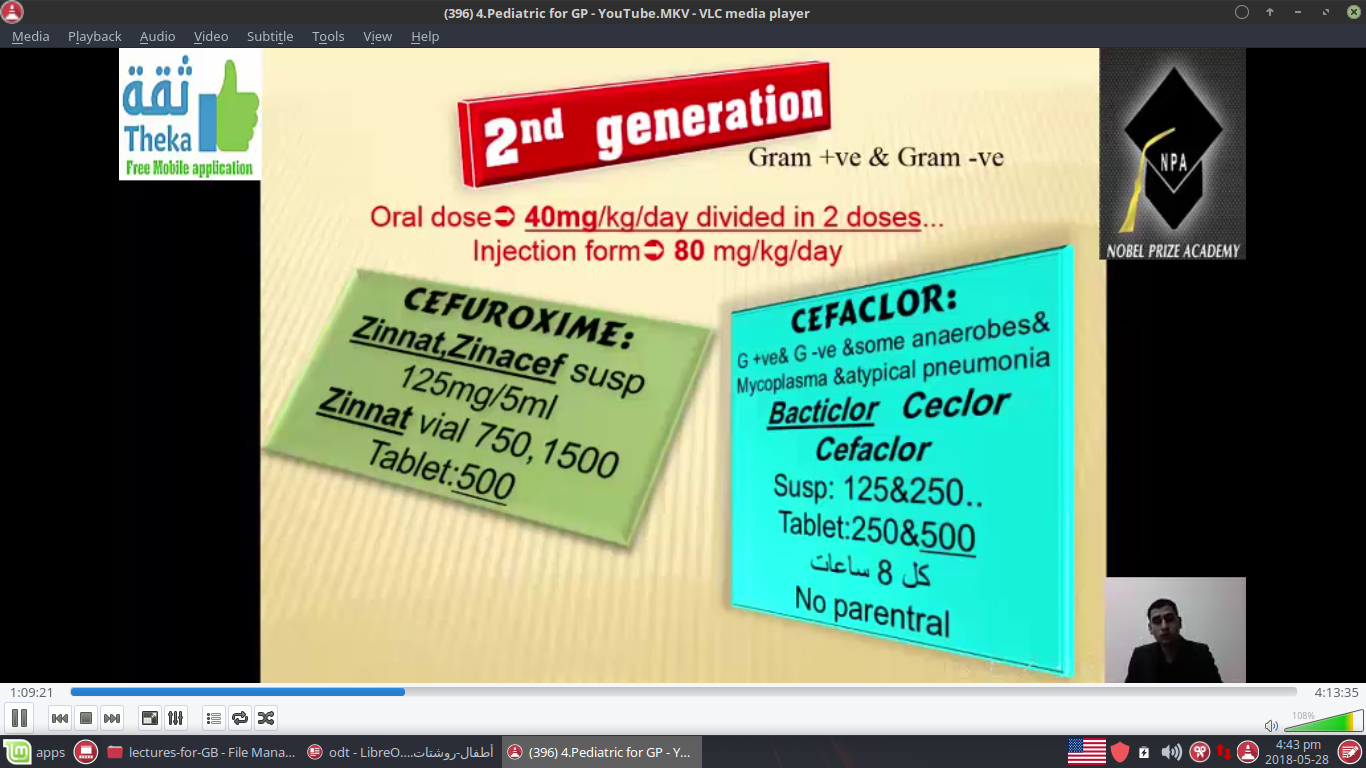 (396) 4.Pediatric for GP - YouTube.MKV - VLC media player
Media Playback Audio Video Subtitle Tools View Help
ثقة
Theka
Free Mobile application
2nd generation
Gram +ve & Gram -ve
NPA
NOBEL PRIZE ACADEMY
Oral dose➲ 40mg/kg/day divided in 2 doses...
Injection form➲ 80 mg/kg/day
CEFUROXIME:
Zinnat,Zinacef susp
125mg/5ml
Zinnat vial 750,1500
Tablet:500
CEFACLOR:
G +ve& G -ve &some anaerobes&
Mycoplasma &atypical pneumonia
Bacticlor Ceclor
Cefaclor
Susp: 125&250..
Tablet:250&500
كل 8 ساعات
No parentral
1:09:21 4:13:35
108%
apps lectures-for-GB - File Mana... أطفال-روشتات....odt - LibreO (396) 4.Pediatric for GP - Y... 4:43 pm
2018-05-28